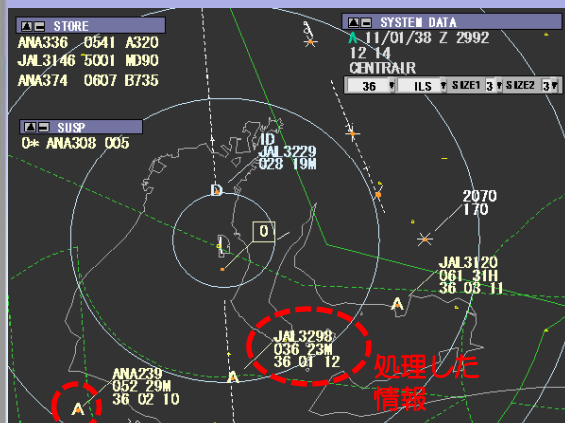 STORE
ANA336 0541 A320
JAL3146 5001 MD90
ANA374 0607 B735
SUSP
0* ANA308 005
SYSTEM DATA
A 11/01/38 Z 2992
12 14
CENTRAIR
36 ILS SIZE1 3 SIZE2 3
ID
JAL3229
028 19M
D
0
2070
170
JAL3120
061 31H
36 03 11
A
JAL3298
036 23M
36 01 12
A
処理した
情報
ANA239
052 29M
36 02 10
A